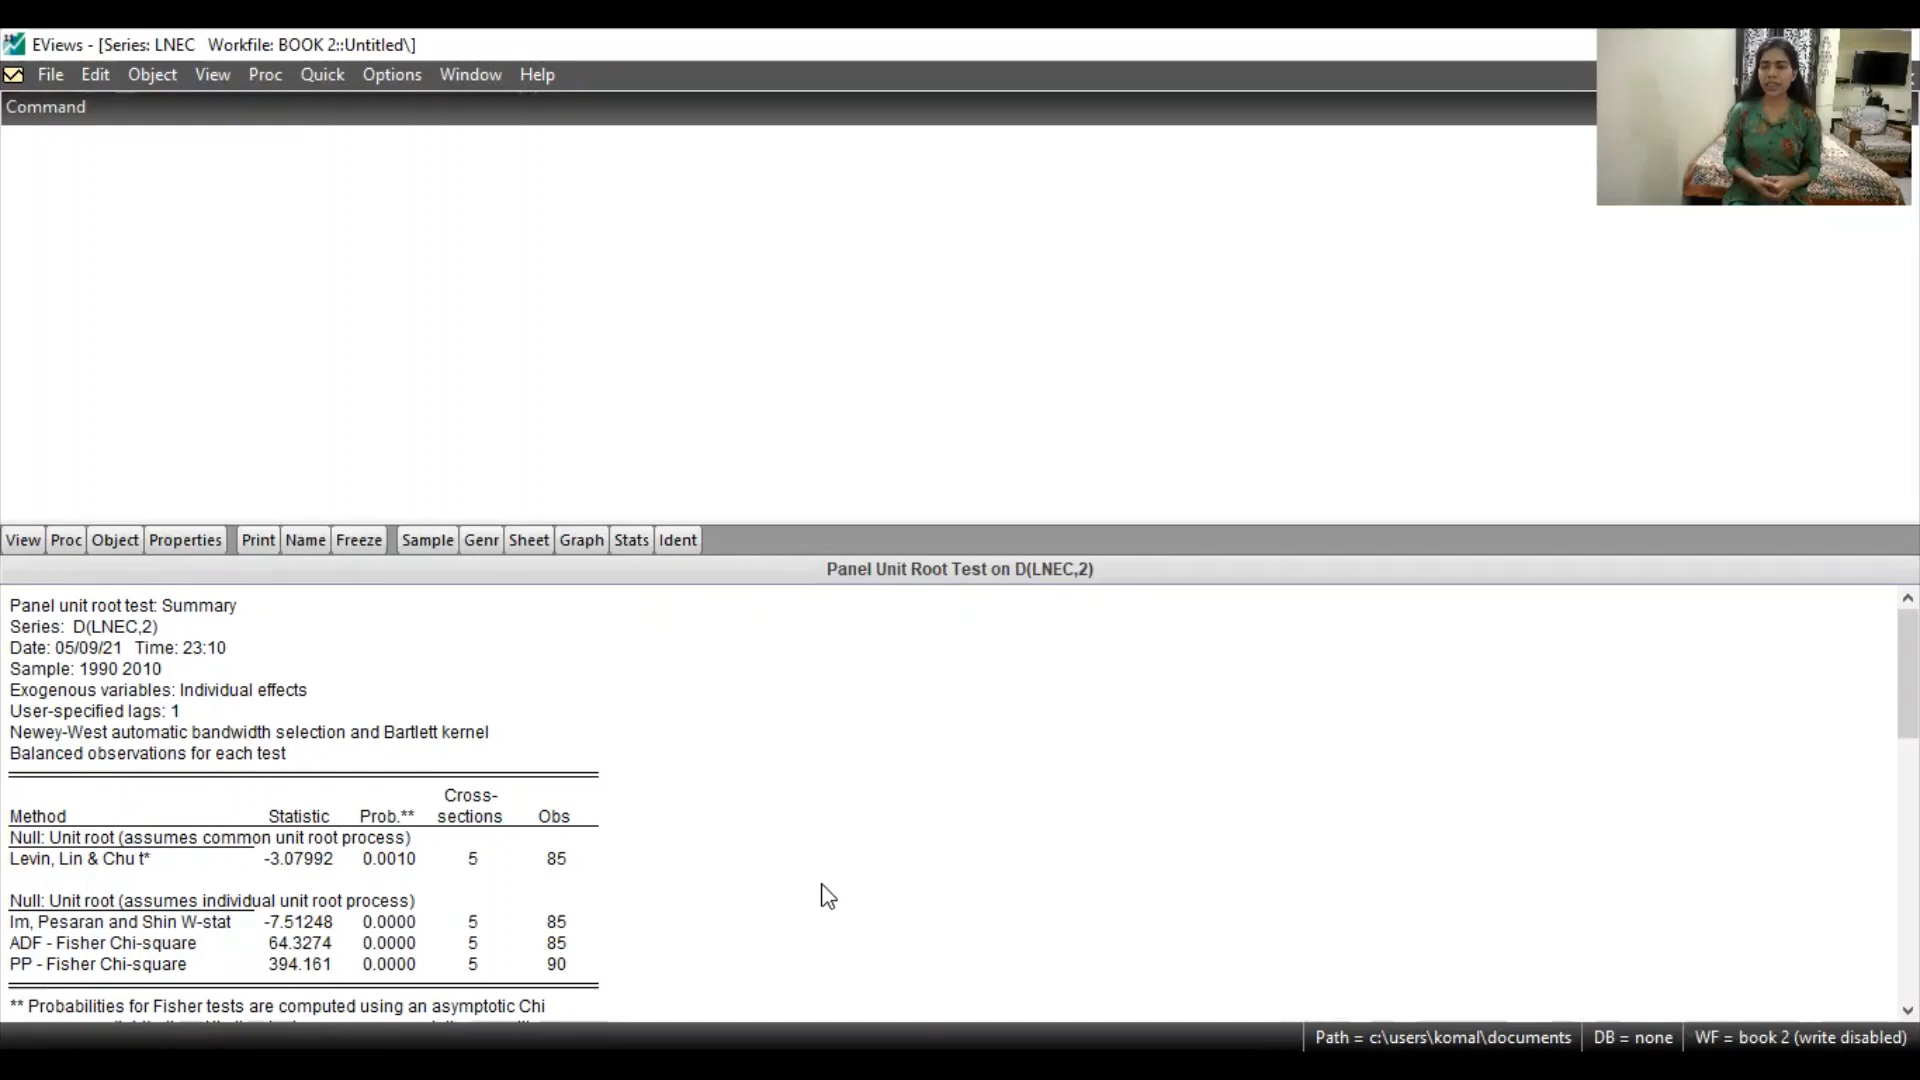 EViews - [Series: LNEC Workfile: BOOK 2::Untitled\]
File Edit Object View Proc Quick Options Window Help
Command
View Proc Object Properties Print Name Freeze Sample Genr Sheet Graph Stats Ident
Panel Unit Root Test on D(LNEC,2)
Panel unit root test: Summary
Series: D(LNEC,2)
Date: 05/09/21 Time: 23:10
Sample: 1990 2010
Exogenous variables: Individual effects
User-specified lags: 1
Newey-West automatic bandwidth selection and Bartlett kernel
Balanced observations for each test
Cross-
Method Statistic Prob.** sections Obs
Null: Unit root (assumes common unit root process)
Levin, Lin & Chu t* -3.07992 0.0010 5 85
Null: Unit root (assumes individual unit root process)
Im, Pesaran and Shin W-stat -7.51248 0.0000 5 85
ADF - Fisher Chi-square 64.3274 0.0000 5 85
PP - Fisher Chi-square 394.161 0.0000 5 90
** Probabilities for Fisher tests are computed using an asymptotic Chi
Path = c:\users\komal\documents DB = none WF = book 2 (write disabled)